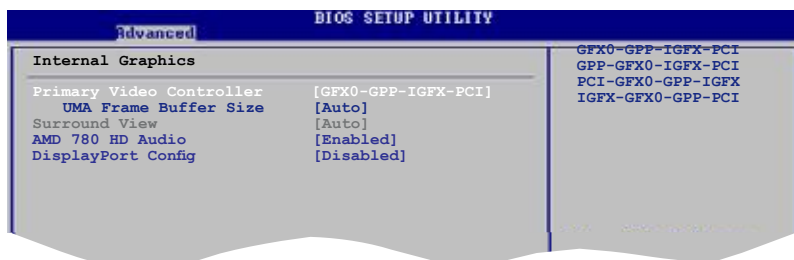 BIOS SETUP UTILITY
Advanced
Internal Graphics
Primary Video Controller [GFX0-GPP-IGFX-PCI]
UMA Frame Buffer Size [Auto]
Surround View [Auto]
AMD 780 HD Audio [Enabled]
DisplayPort Config [Disabled]
GFX0-GPP-IGFX-PCI
GPP-GFX0-IGFX-PCI
PCI-GFX0-GPP-IGFX
IGFX-GFX0-GPP-PCI